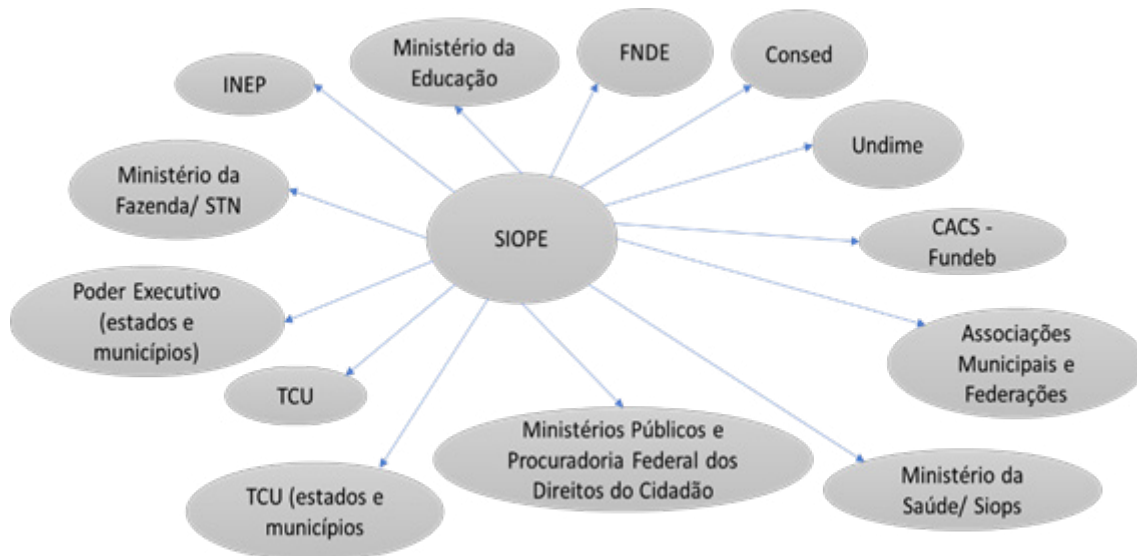 Ministério da
Educação
FNDE
Consed
INEP
Undime
Ministério da
Fazenda/ STN
SIOPE
CACS -
Fundeb
Poder Executivo
(estados e
municípios)
Associações
Municipais e
Federações
TCU
Ministérios Públicos e
Procuradoria Federal dos
Direitos do Cidadão
TCU (estados e
municípios
Ministério da
Saúde/ Siops